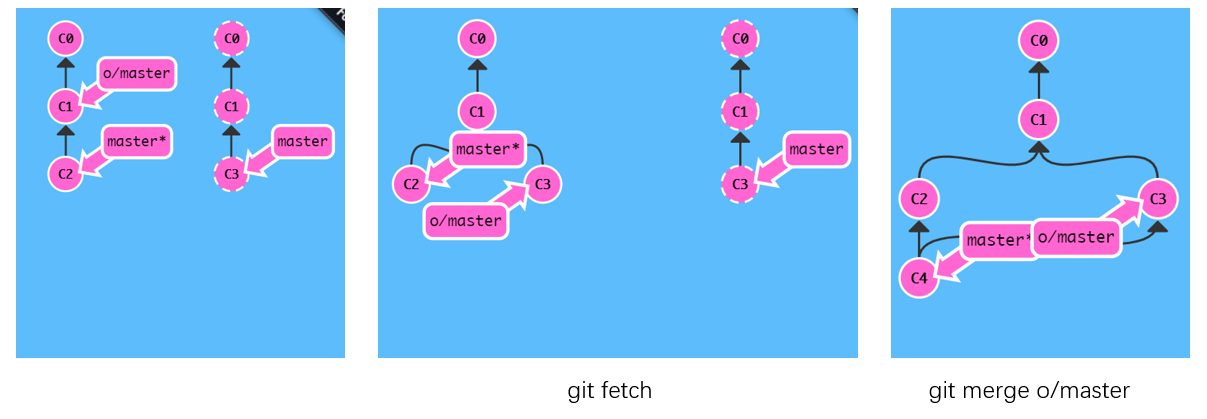 C0
C0
o/master
C1
C1
master*
master
C2
C3
C0
C0
C1
C1
master*
master
C2
C3
C3
o/master
C0
C1
C2
C3
master*
o/master
C4
git fetch
git merge o/master